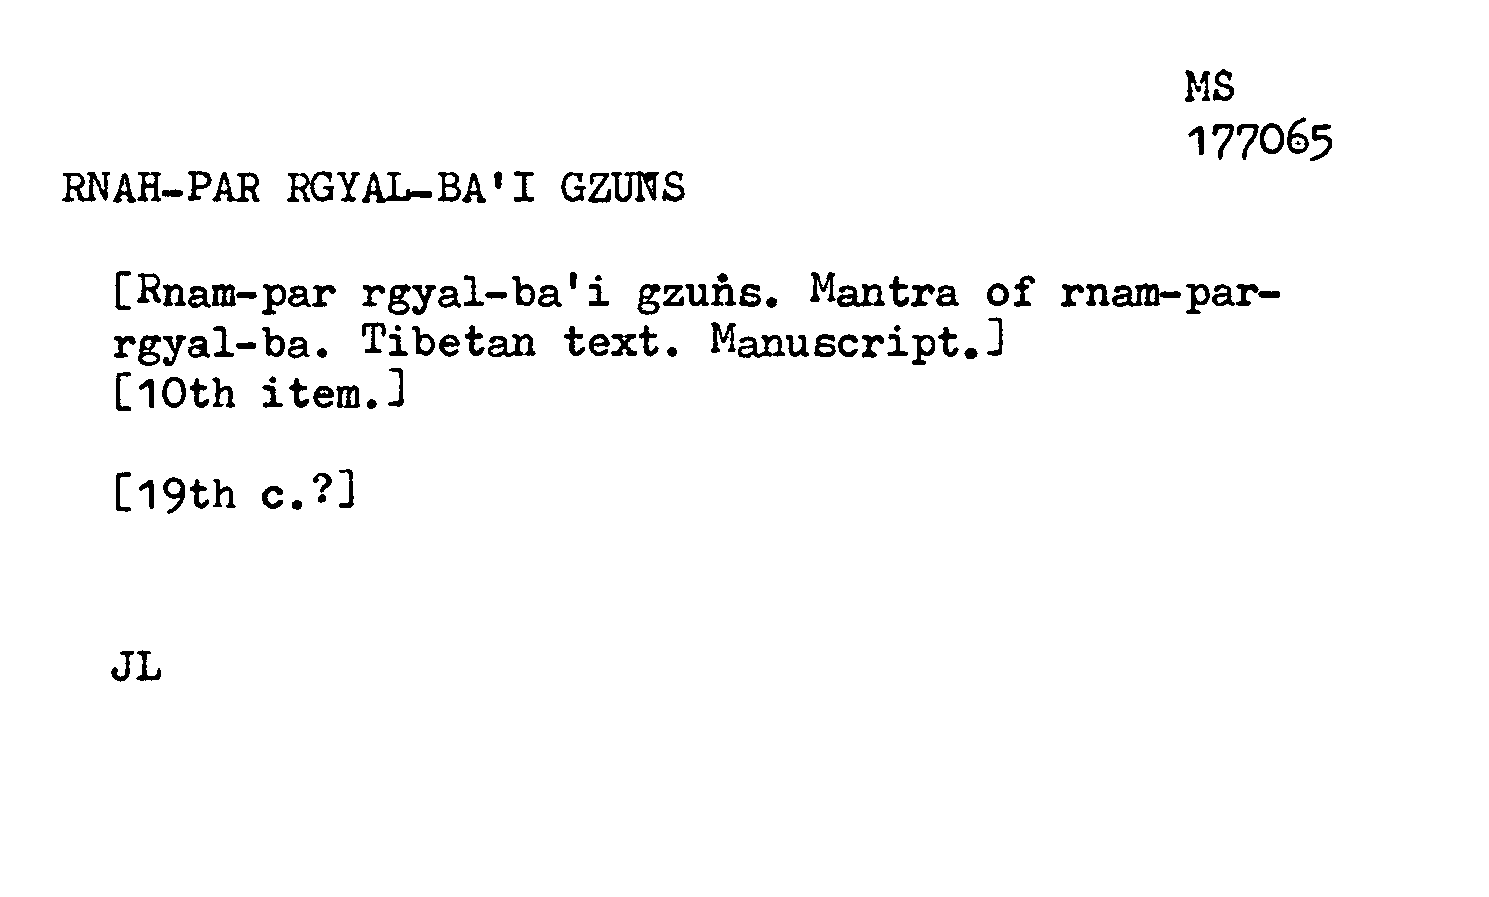 MS
177065
RNAH-PAR RGYAL-BA'I GZUṄS
[Rnam-par rgyal-ba'i gzuṅs. Mantra of rnam-par-
rgyal-ba. Tibetan text. Manuscript.]
[10th item.]
[19th c.?]
JL